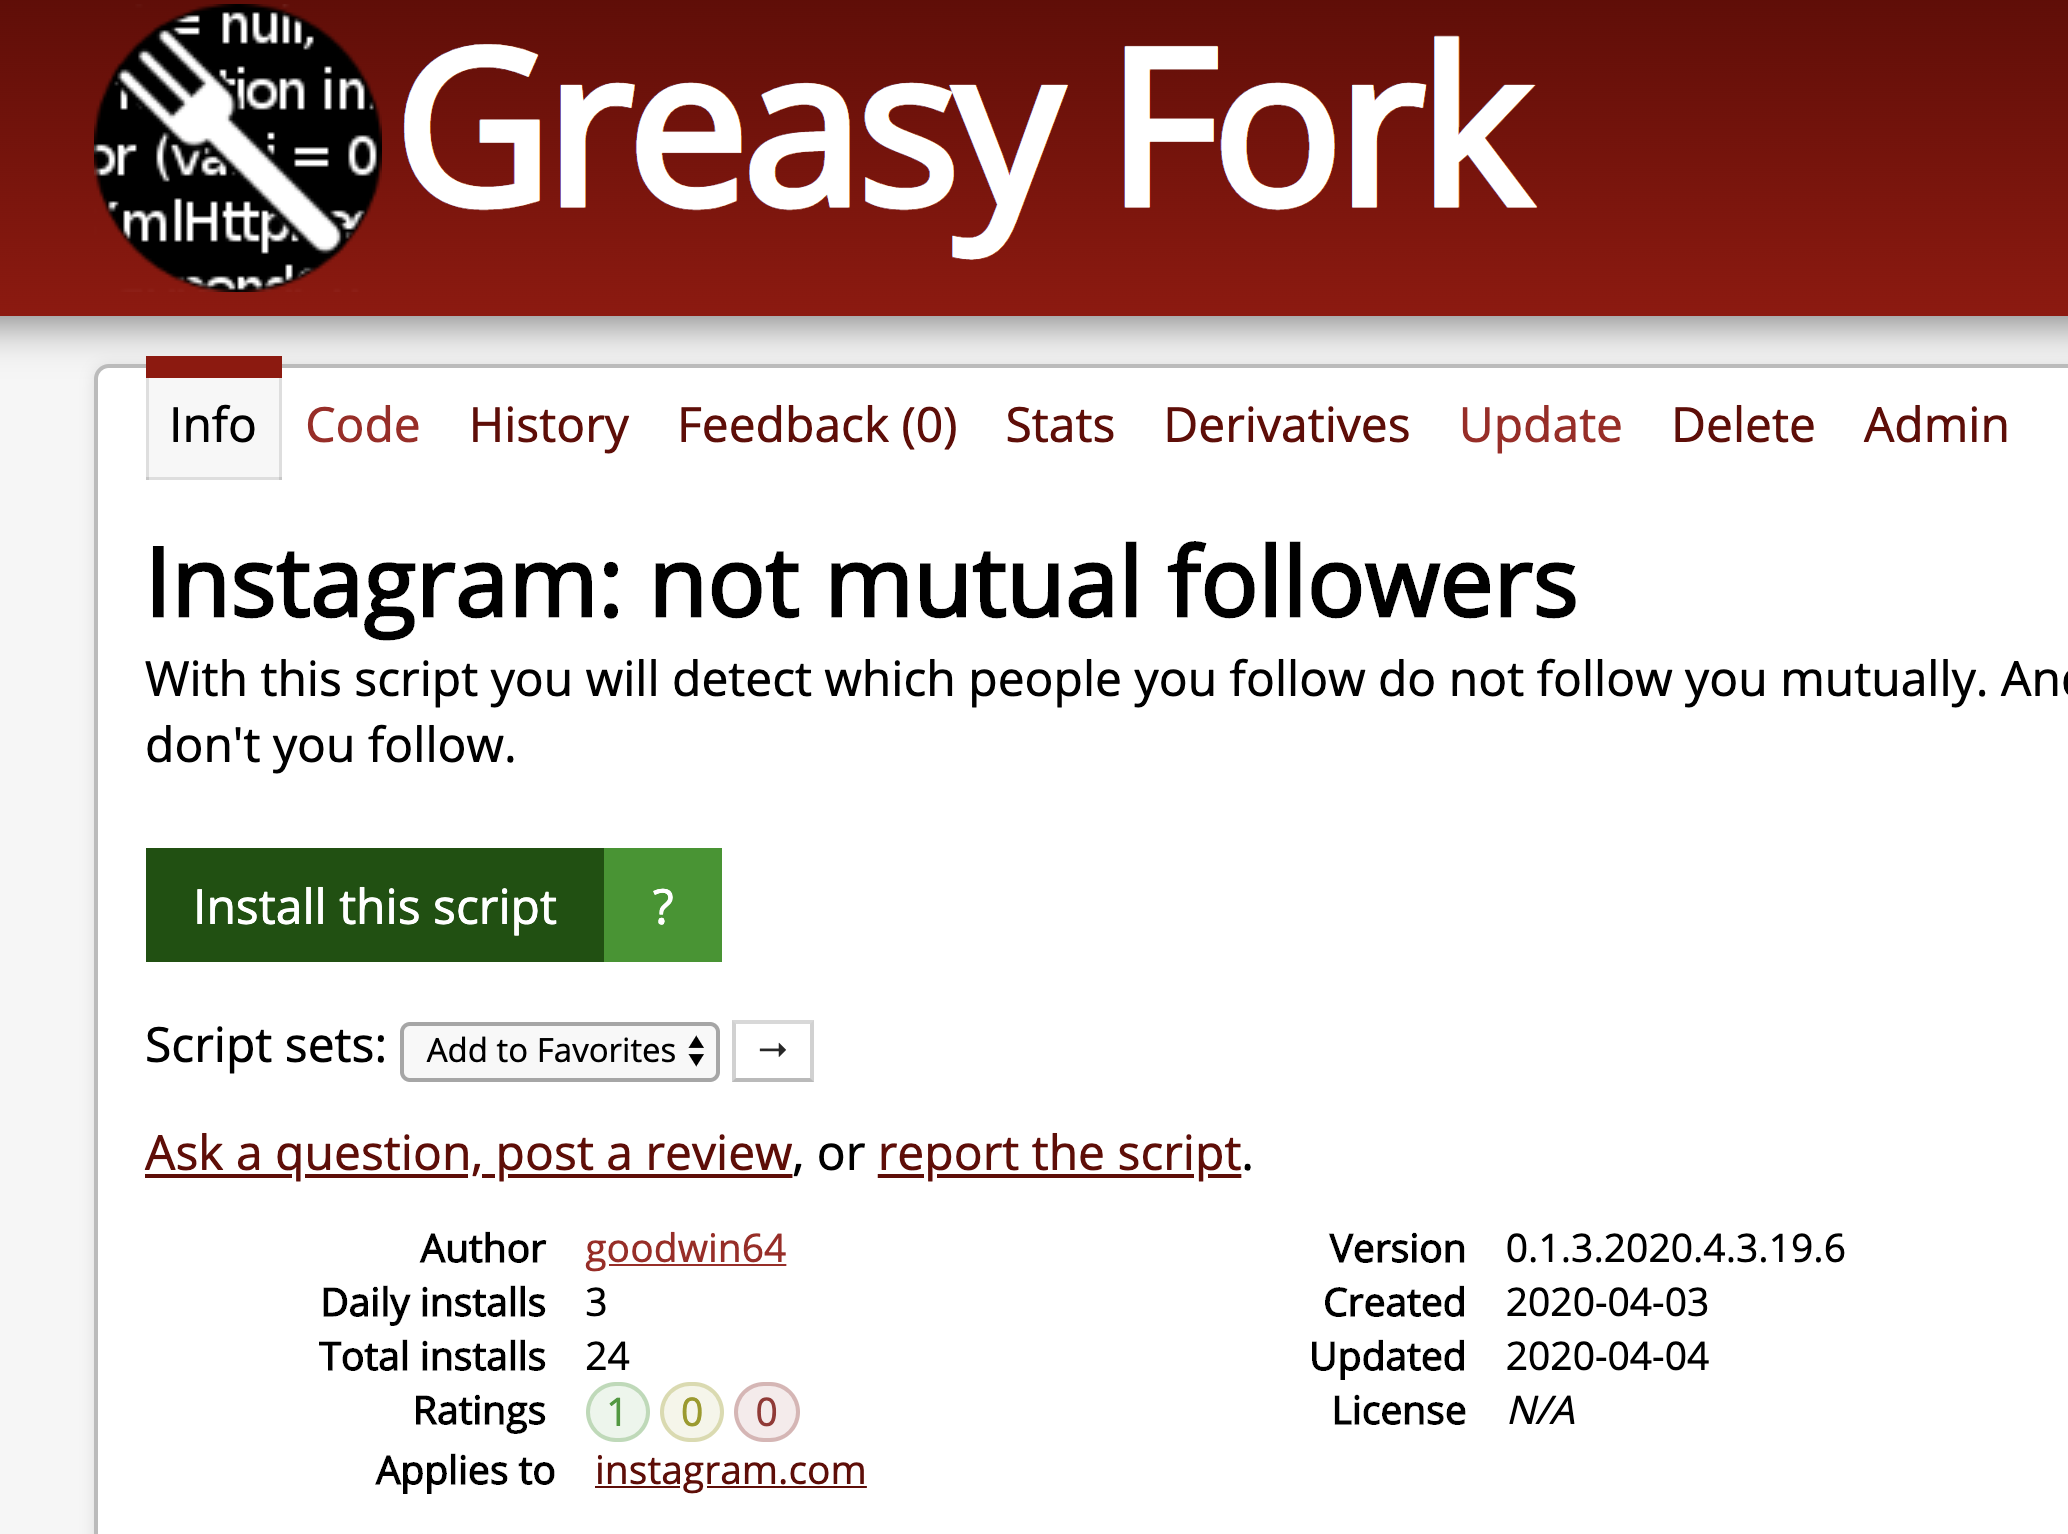 = null,
tion in
or (va i = 0
mlHttp
Greasy Fork
Info Code History Feedback (0) Stats Derivatives Update Delete Admin
Instagram: not mutual followers
With this script you will detect which people you follow do not follow you mutually.
don't you follow.
Install this script ?
Script sets: Add to Favorites →
Ask a question, post a review, or report the script.
Author goodwin64
Daily installs 3
Total installs 24
Ratings 1 0 0
Applies to instagram.com
Version 0.1.3.2020.4.3.19.6
Created 2020-04-03
Updated 2020-04-04
License N/A